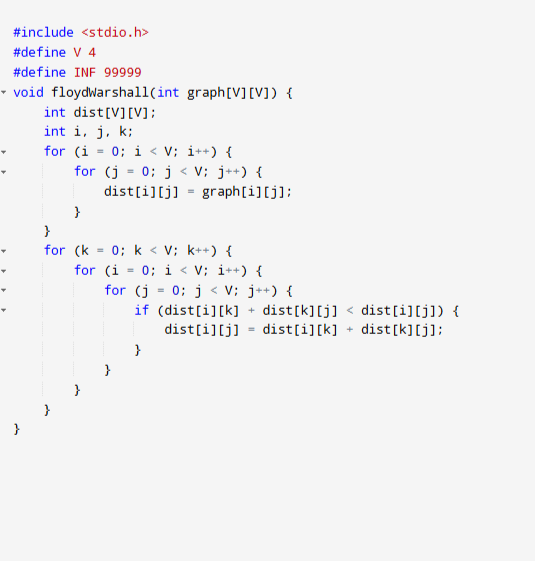 #include <stdio.h>
#define V 4
#define INF 99999
void floydWarshall(int graph[V][V]) {
    int dist[V][V];
    int i, j, k;
    for (i = 0; i < V; i++) {
        for (j = 0; j < V; j++) {
            dist[i][j] = graph[i][j];
        }
    }
    for (k = 0; k < V; k++) {
        for (i = 0; i < V; i++) {
            for (j = 0; j < V; j++) {
                if (dist[i][k] + dist[k][j] < dist[i][j]) {
                    dist[i][j] = dist[i][k] + dist[k][j];
                }
            }
        }
    }
}